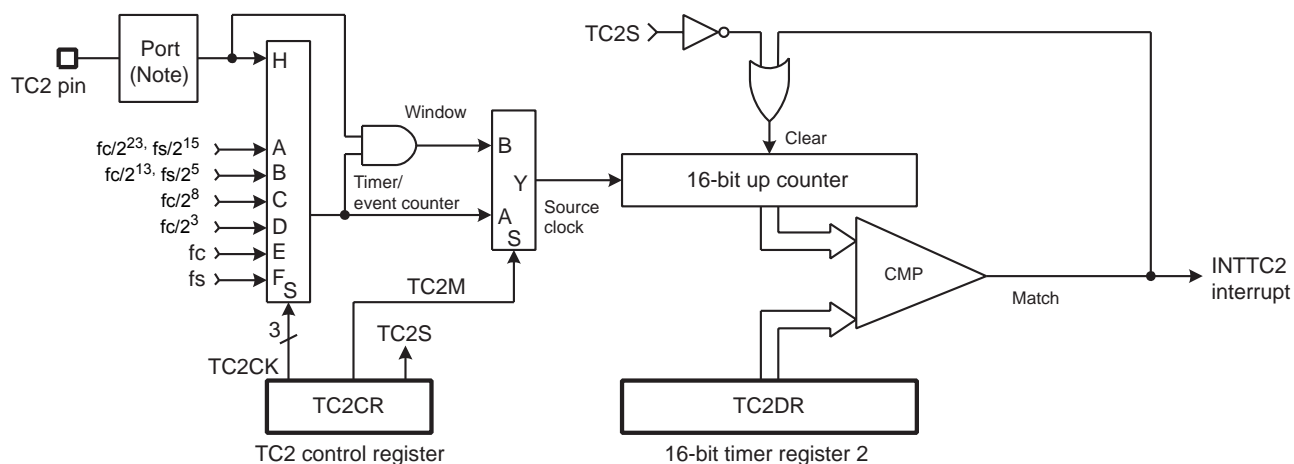 TC2S
Port
(Note)
H
TC2 pin
Window
Clear
fc/2²³, fs/2¹⁵
A
B
16-bit up counter
fc/2¹³, fs/2⁵
B
Timer/
event counter
Y
Source
clock
fc/2⁸
C
fc/2³
D
A
S
fc
E
fs
F
S
CMP
INTTC2
interrupt
TC2M
Match
3
TC2S
TC2CK
TC2CR
TC2DR
TC2 control register
16-bit timer register 2